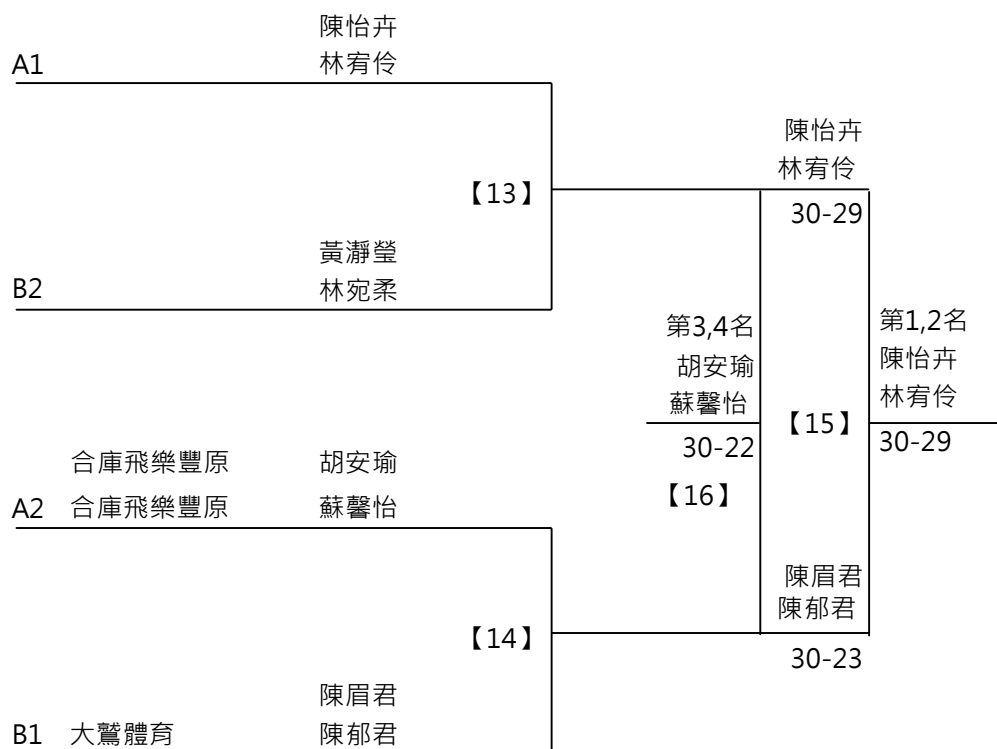 陳怡卉
A1 林宥伶
陳怡卉
林宥伶
【13】
30-29
黃瀞瑩
B2 林宛柔
第3,4名
胡安瑜
蘇馨怡
第1,2名
陳怡卉
林宥伶
【15】
30-22
30-29
合庫飛樂豐原 胡安瑜
A2 合庫飛樂豐原 蘇馨怡
【16】
陳眉君
陳郁君
【14】
30-23
陳眉君
B1 大鷲體育 陳郁君